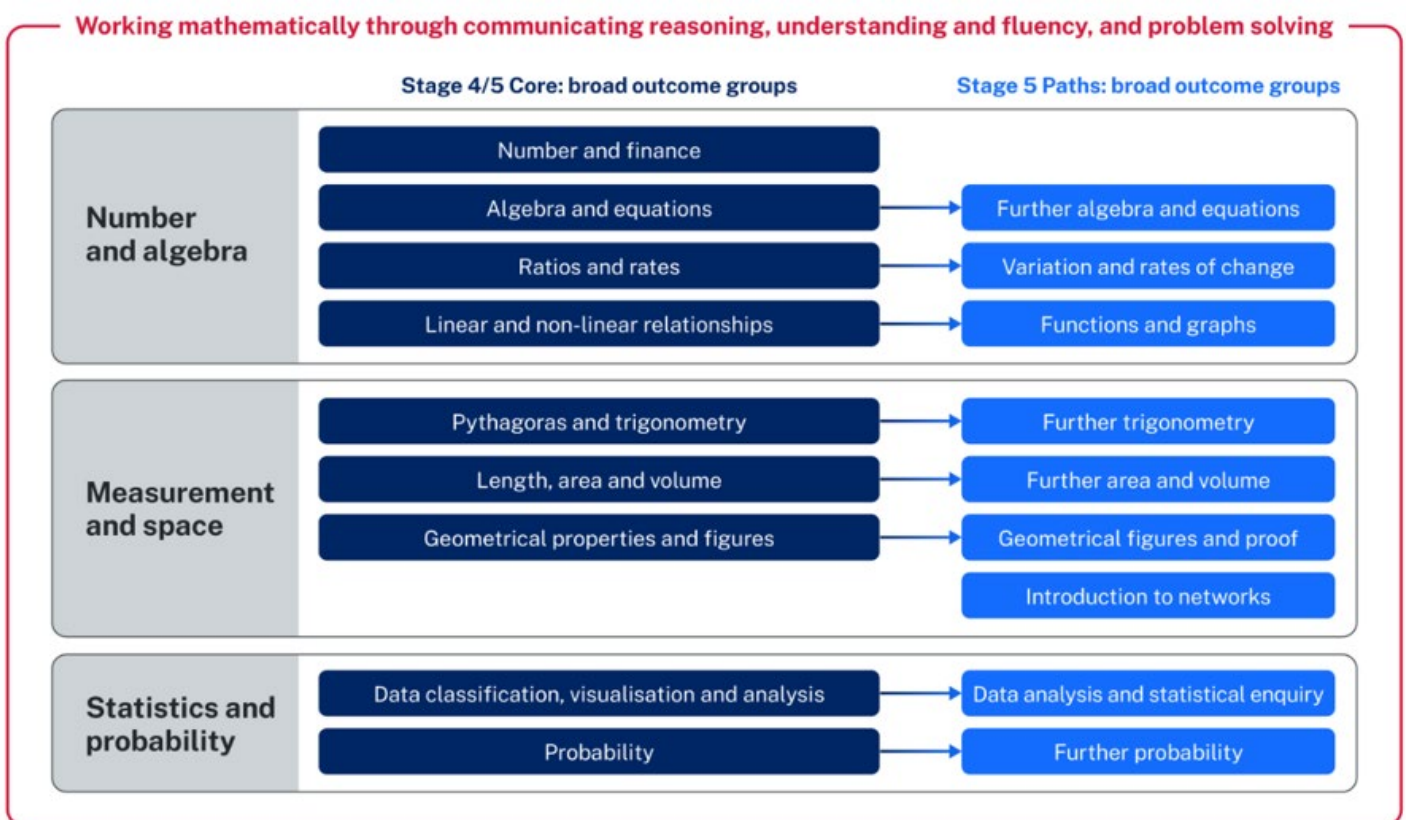 Working mathematically through communicating reasoning, understanding and fluency, and problem solving
Stage 4/5 Core: broad outcome groups
Stage 5 Paths: broad outcome groups
Number
and algebra
Number and finance
Algebra and equations
Further algebra and equations
Ratios and rates
Variation and rates of change
Linear and non-linear relationships
Functions and graphs
Measurement
and space
Pythagoras and trigonometry
Further trigonometry
Length, area and volume
Further area and volume
Geometrical properties and figures
Geometrical figures and proof
Introduction to networks
Statistics and
probability
Data classification, visualisation and analysis
Data analysis and statistical enquiry
Probability
Further probability